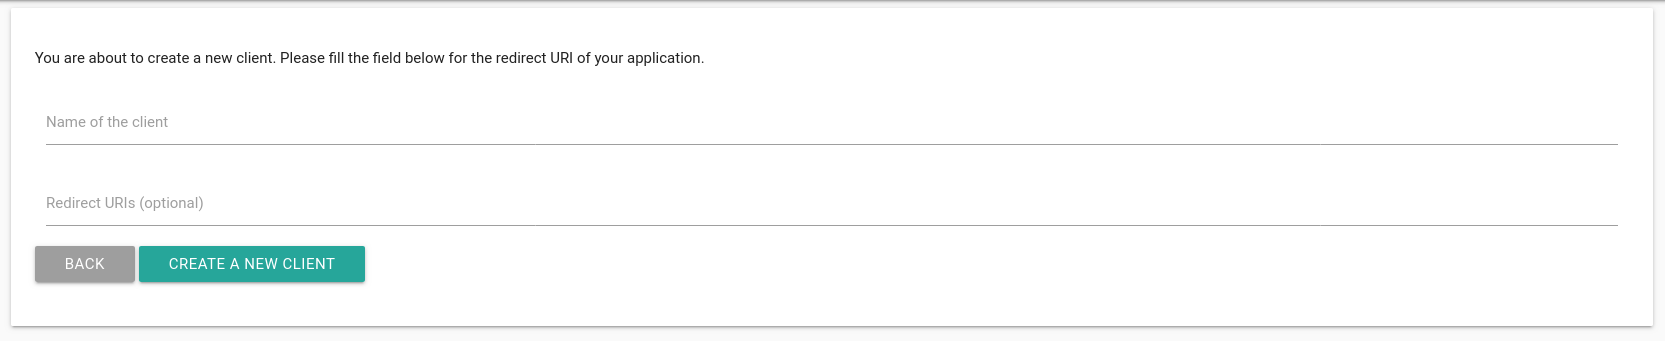 You are about to create a new client. Please fill the field below for the redirect URI of your application.
Name of the client
Redirect URIs (optional)
BACK
CREATE A NEW CLIENT